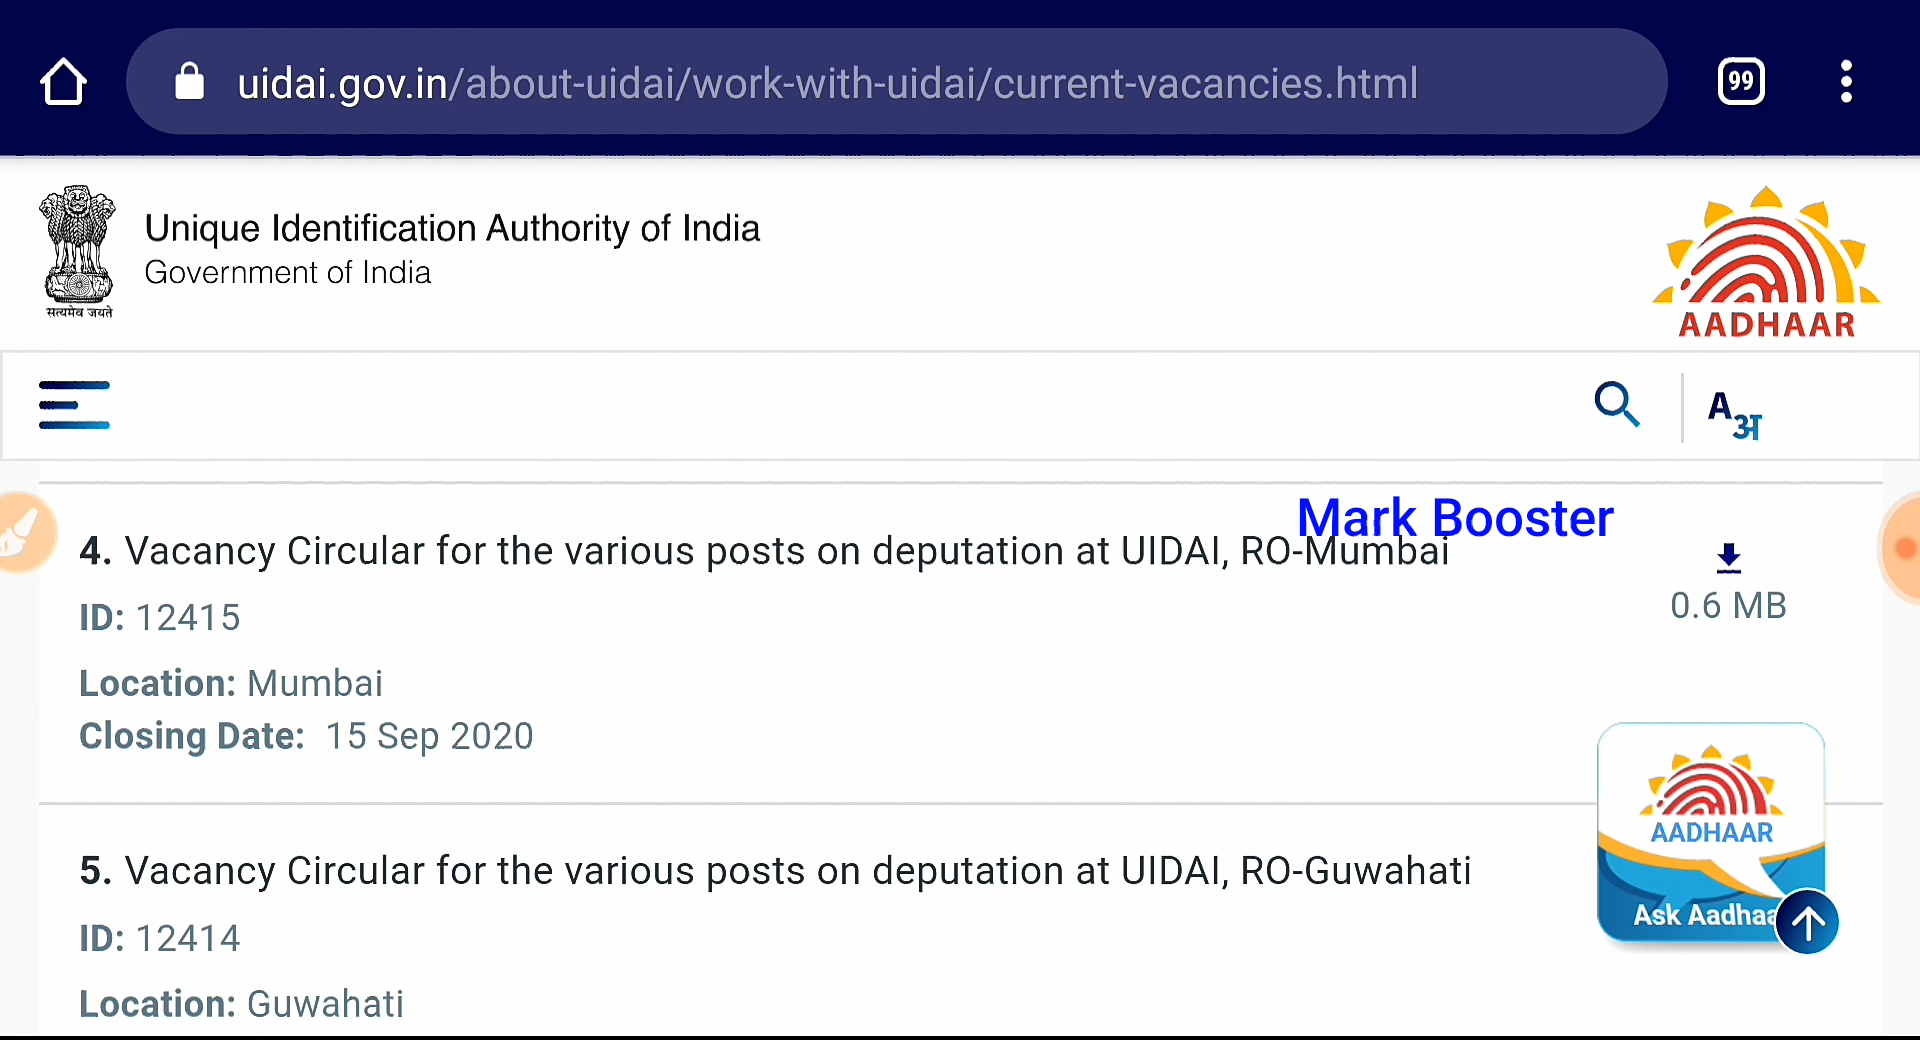 uidai.gov.in/about-uidai/work-with-uidai/current-vacancies.html
99
Unique Identification Authority of India
Government of India
सत्यमेव जयते
AADHAAR
A अ
Mark Booster
4. Vacancy Circular for the various posts on deputation at UIDAI, RO-Mumbai
0.6 MB
ID: 12415
Location: Mumbai
Closing Date: 15 Sep 2020
AADHAAR
5. Vacancy Circular for the various posts on deputation at UIDAI, RO-Guwahati
Ask Aadhaa
ID: 12414
Location: Guwahati